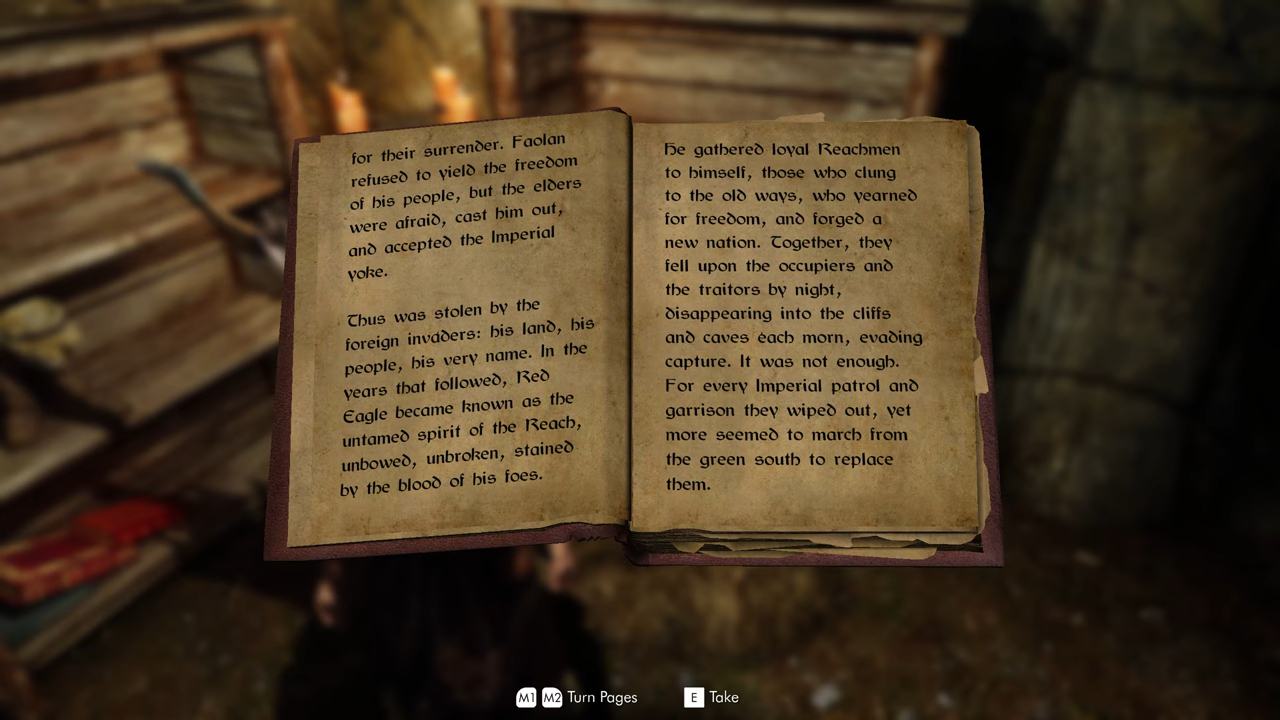 for their surrender. Faolan
refused to yield the freedom
of his people, but the elders
were afraid, cast him out,
and accepted the Imperial
yoke.
Thus was stolen by the
foreign invaders: his land, his
people, his very name. In the
years that followed, Red
Eagle became known as the
untamed spirit of the Reach,
unbowed, unbroken, stained
by the blood of his foes.
He gathered loyal Reachmen
to himself, those who clung
to the old ways, who yearned
for freedom, and forged a
new nation. Together, they
fell upon the occupiers and
the traitors by night,
disappearing into the cliffs
and caves each morn, evading
capture. It was not enough.
For every Imperial patrol and
garrison they wiped out, yet
more seemed to march from
the green south to replace
them.
M1 M2 Turn Pages E Take